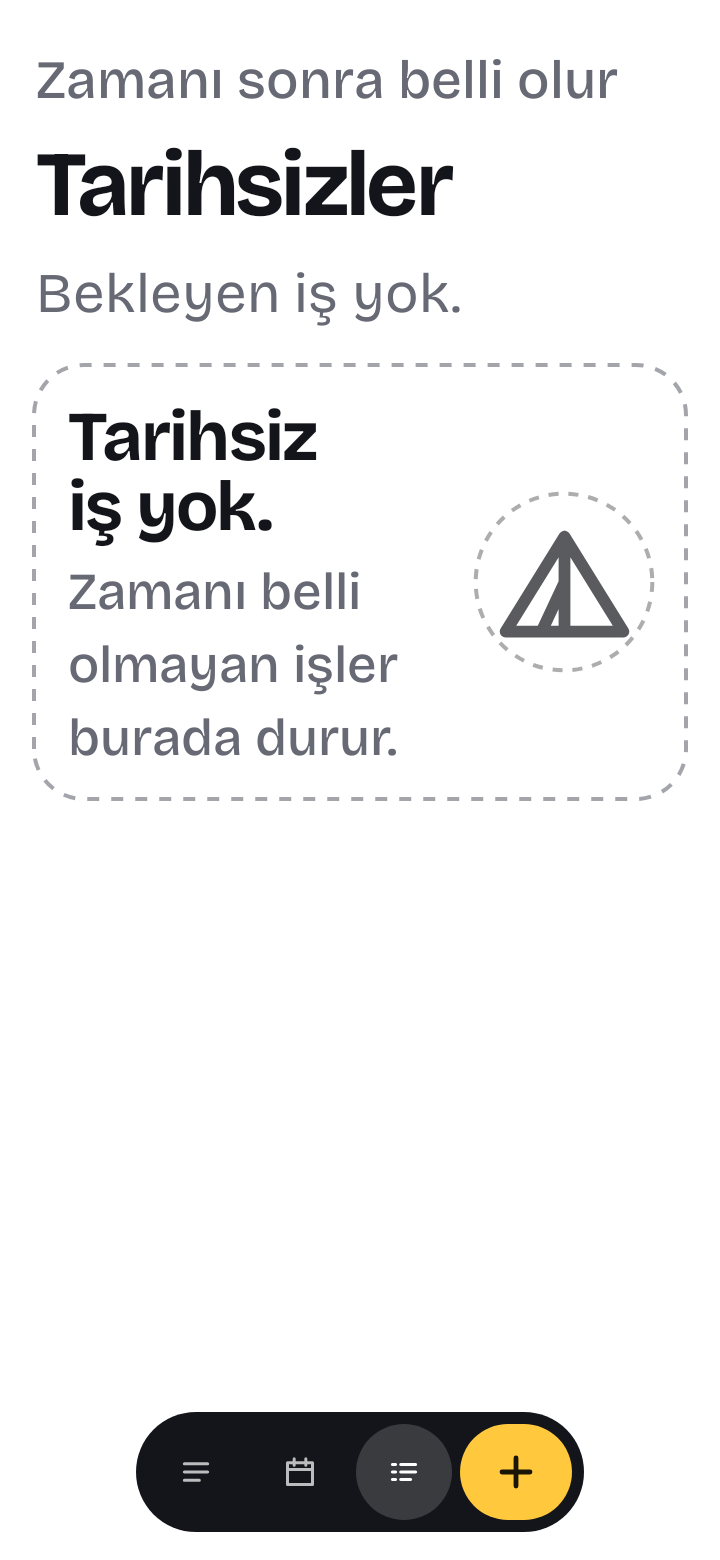 Zamanı sonra belli olur
Tarihsizler
Bekleyen iş yok.
Tarihsiz
iş yok.
Zamanı belli
olmayan işler
burada durur.